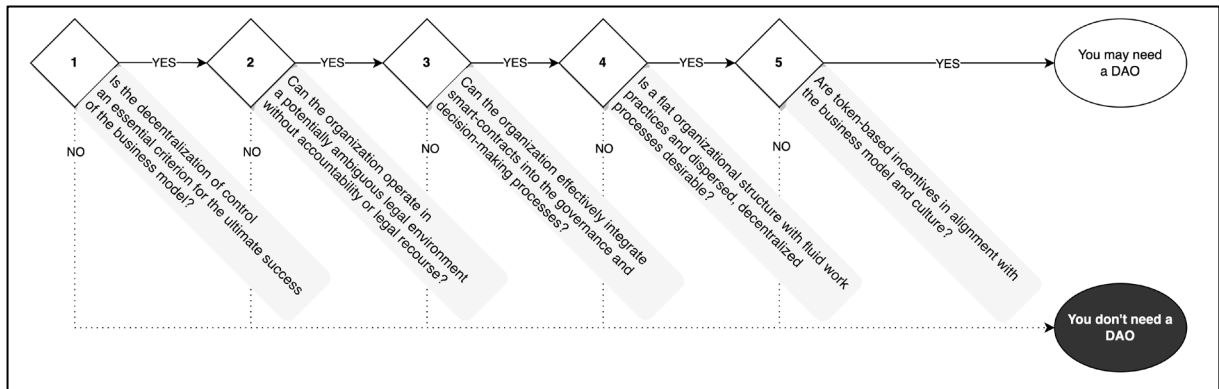 1
YES
2
YES
3
YES
4
YES
5
YES
You may need
a DAO
Is the decentralization of control
an essential criterion for the ultimate success
of the business model?
Can the organization operate in
a potentially ambiguous legal environment
without accountability or legal recourse?
Can the organization effectively integrate
smart-contracts into the governance and
decision-making processes?
Is a flat organizational structure with fluid work
practices and dispersed, decentralized
processes desirable?
Are token-based incentives in alignment with
the business model and culture?
NO
NO
NO
NO
NO
You don't need a
DAO